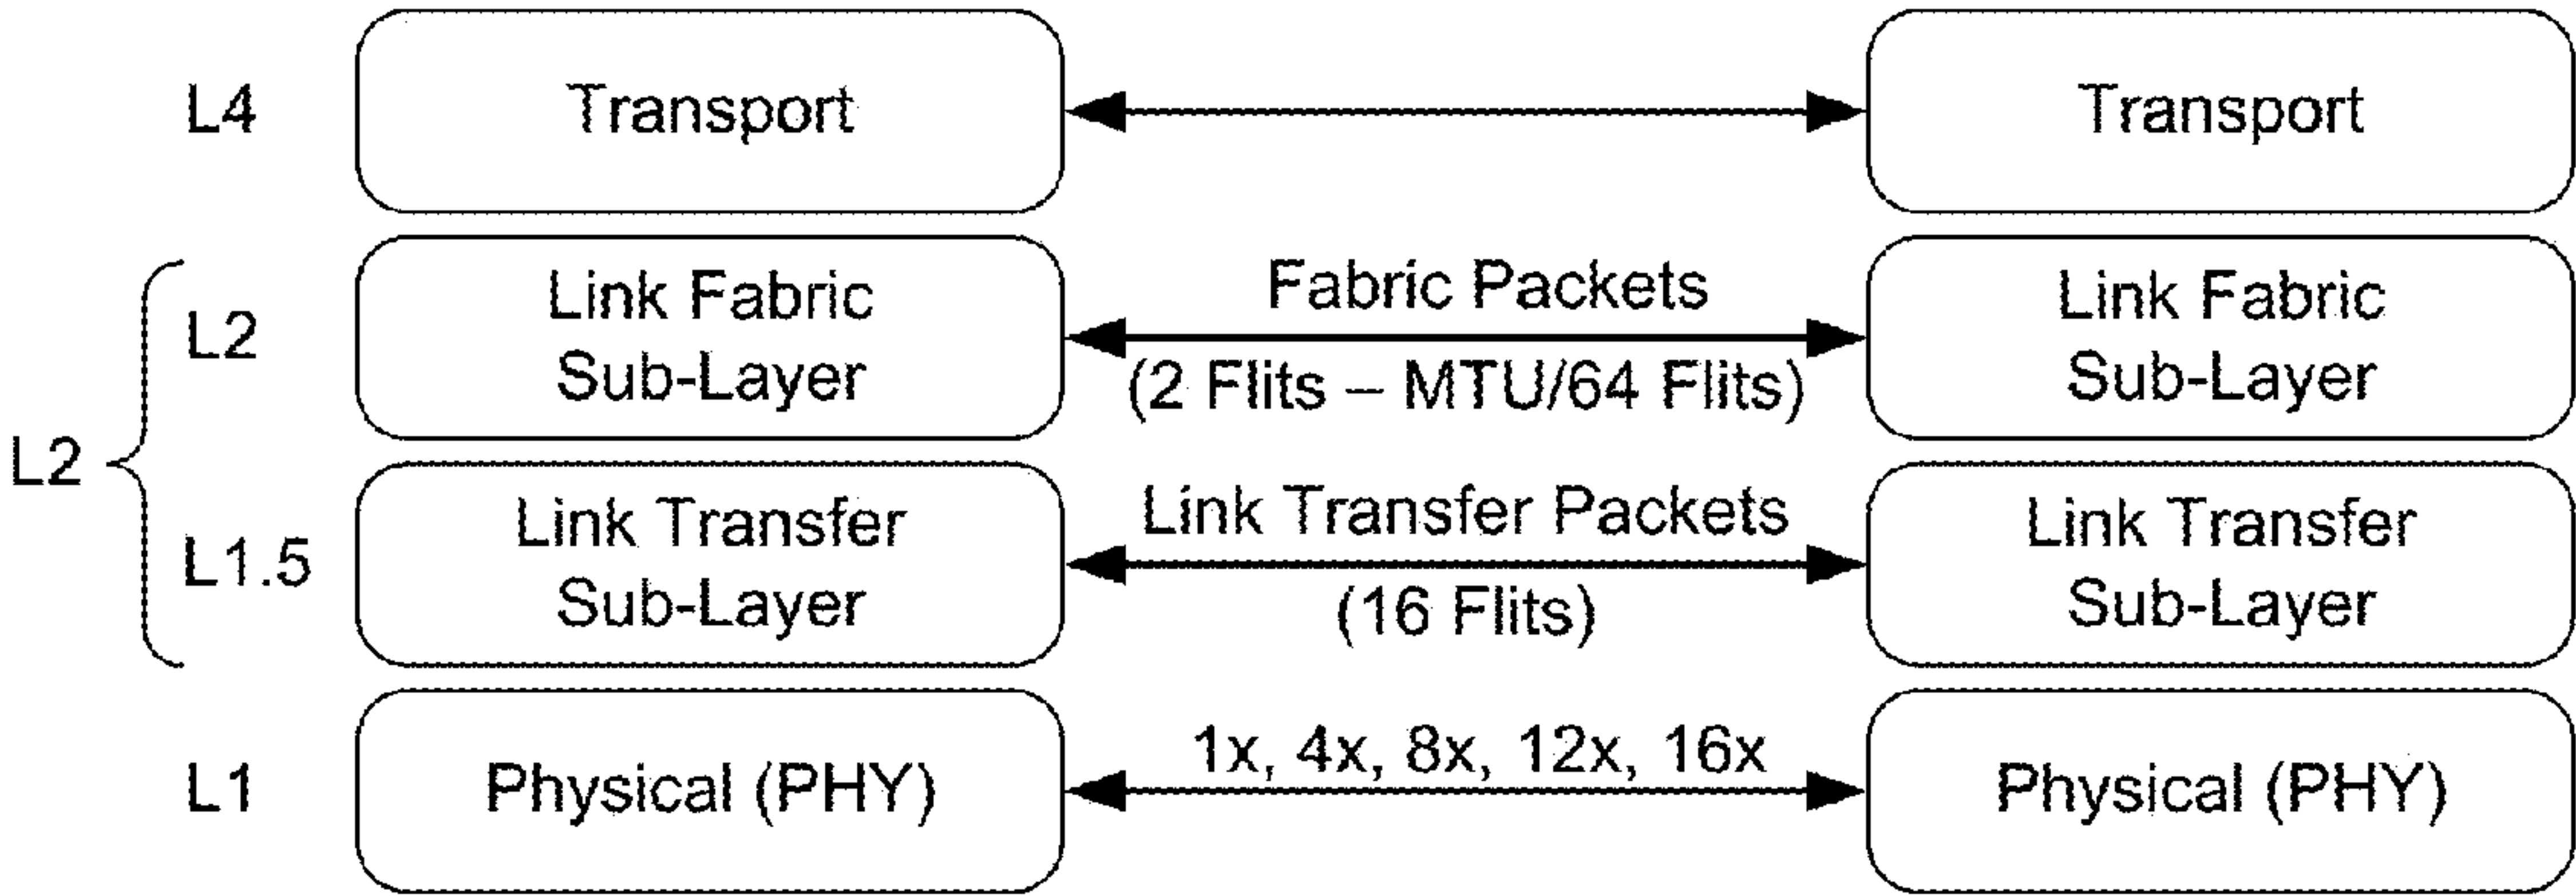 L4
Transport
Transport
L2
L2
Link Fabric
Sub-Layer
Fabric Packets
(2 Flits – MTU/64 Flits)
Link Fabric
Sub-Layer
L1.5
Link Transfer
Sub-Layer
Link Transfer Packets
(16 Flits)
Link Transfer
Sub-Layer
L1
Physical (PHY)
1x, 4x, 8x, 12x, 16x
Physical (PHY)